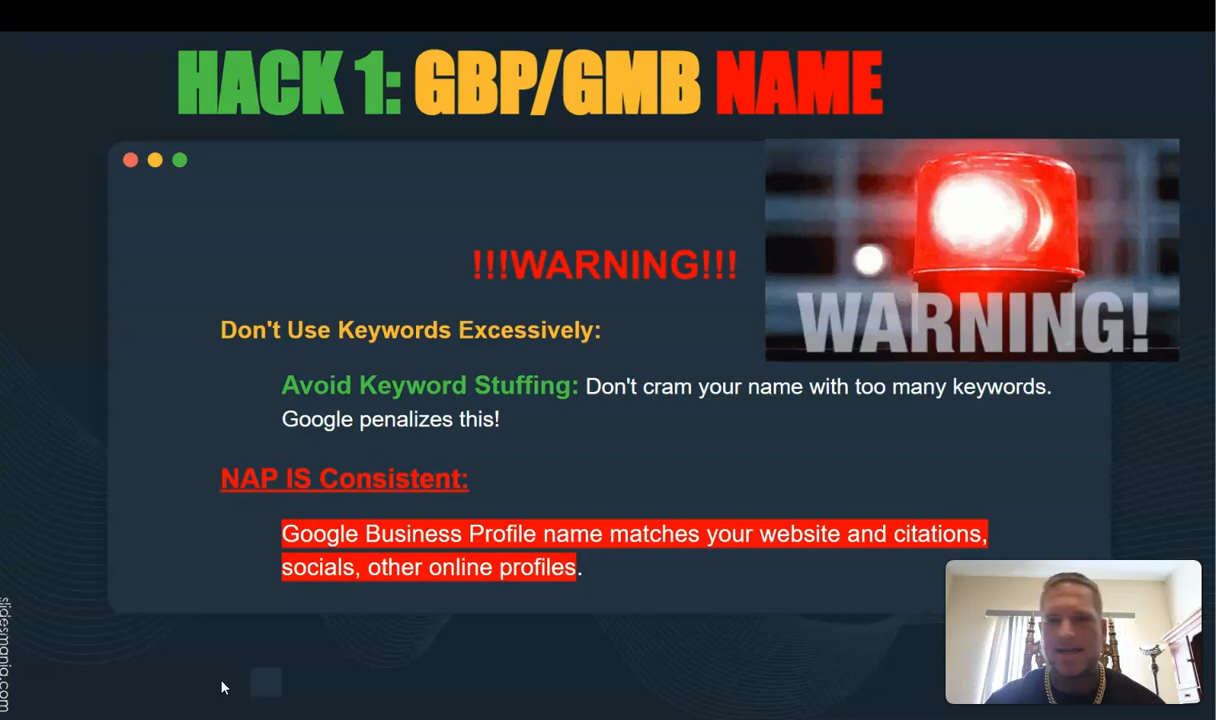 HACK 1: GBP/GMB NAME
!!!WARNING!!!
WARNING!
Don't Use Keywords Excessively:
Avoid Keyword Stuffing: Don't cram your name with too many keywords.
Google penalizes this!
NAP IS Consistent:
Google Business Profile name matches your website and citations,
socials, other online profiles.
slidesmania.com